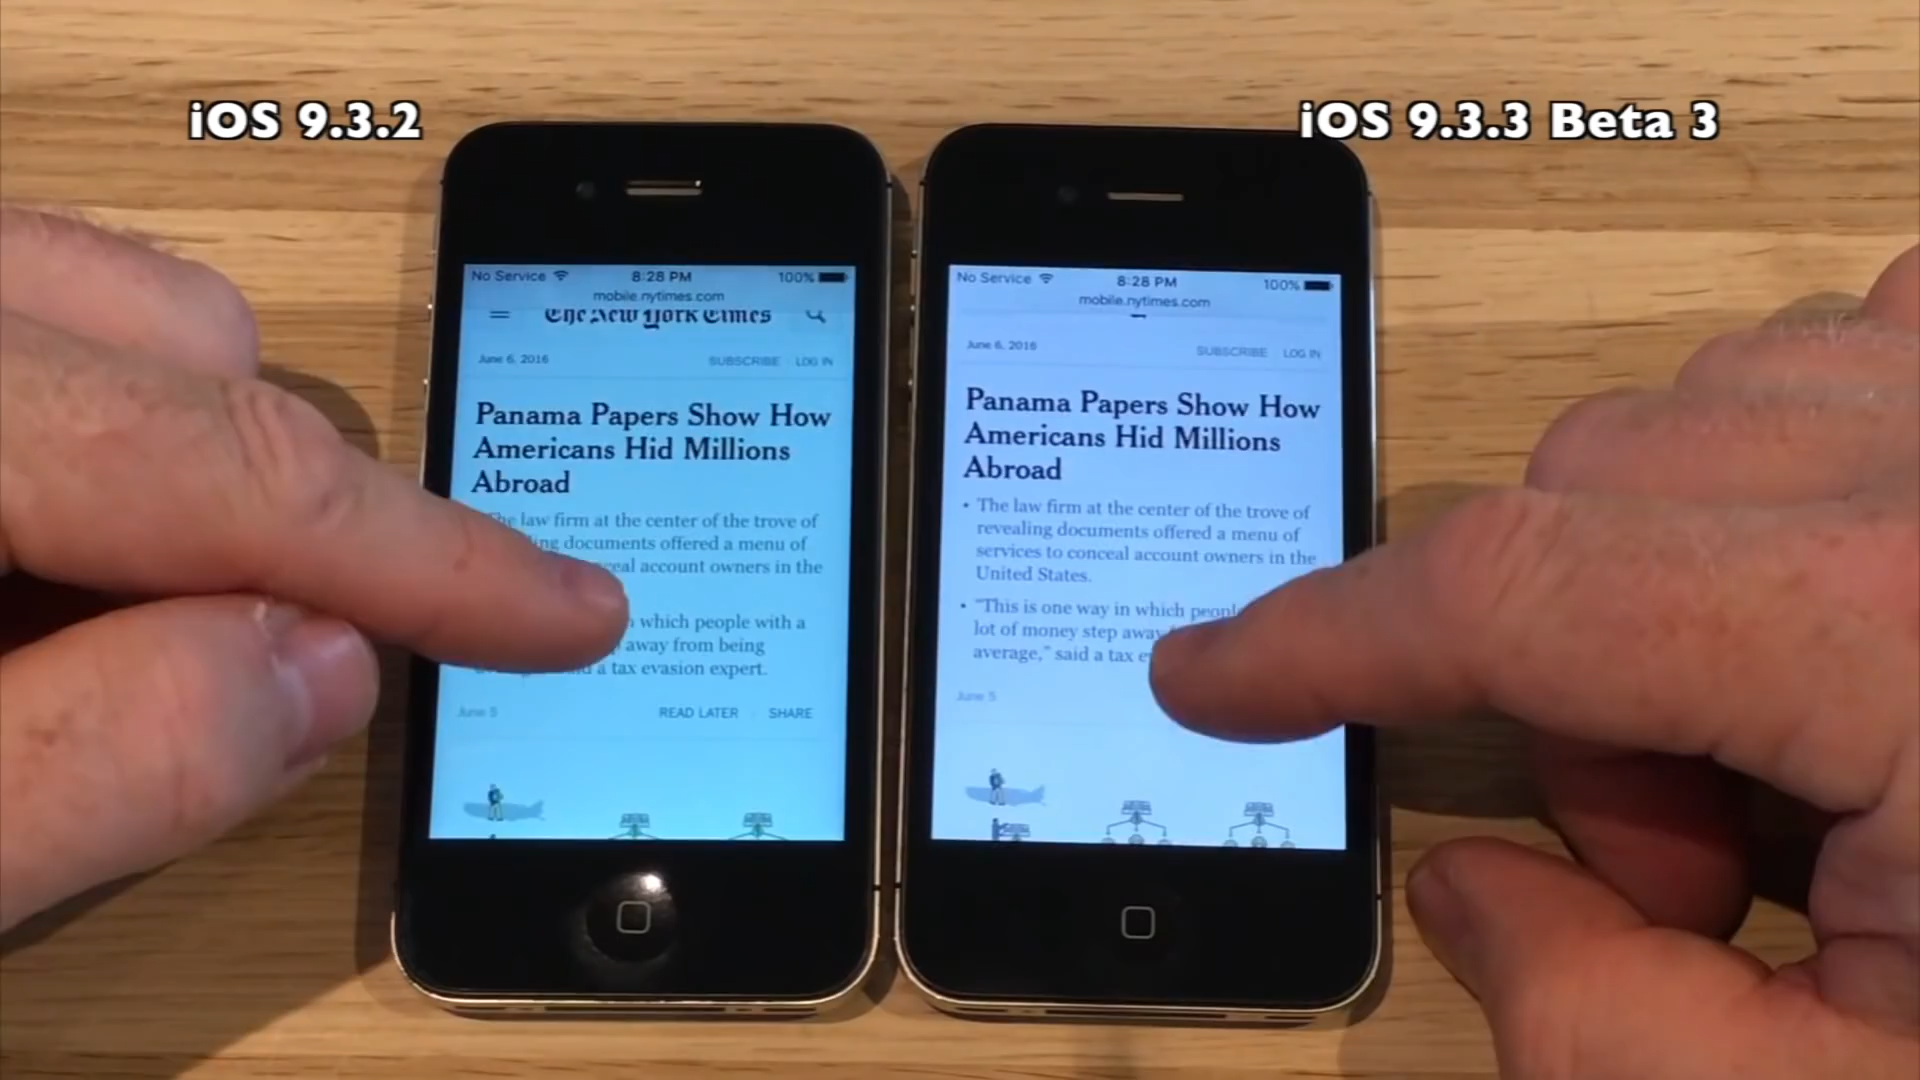 iOS 9.3.2
iOS 9.3.3 Beta 3
No Service 8:28 PM 100%
mobile.nytimes.com
The New York Times
June 6, 2016 SUBSCRIBE LOG IN
Panama Papers Show How
Americans Hid Millions
Abroad
The law firm at the center of the trove of
ing documents offered a menu of
ceal account owners in the
which people with a
away from being
a tax evasion expert.
June 5 READ LATER SHARE
No Service 8:28 PM 100%
mobile.nytimes.com
June 6, 2016 SUBSCRIBE LOG IN
Panama Papers Show How
Americans Hid Millions
Abroad
• The law firm at the center of the trove of
revealing documents offered a menu of
services to conceal account owners in the
United States.
• "This is one way in which people
lot of money step away
average," said a tax e
June 5